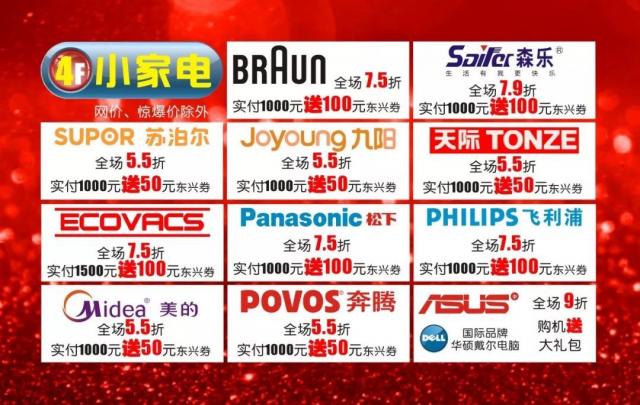 4F 小家电
网价、惊爆价除外
BRAUN
全场 7.5折
实付1000元 送100元东兴券
Saifer 森乐®
生活有我更快乐
全场 7.9折
实付1000元 送100元东兴券
SUPOR 苏泊尔
全场 5.5折
实付1000元 送50元东兴券
Joyoung 九阳
全场 5.5折
实付1000元 送50元东兴券
天际 TONZE
全场5.5折
实付1000元 送50元东兴券
ECOVACS
全场 7.5折
实付1500元 送100元东兴券
Panasonic 松下
全场 7.5折
实付1000元送100元东兴券
PHILIPS 飞利浦
全场7.5折
实付1000元 送100元东兴券
Midea® 美的
全场5.5折
实付1000元 送50元东兴券
POVOS® 奔腾
全场5.5折
实付1000元 送50元东兴券
ASUS®
全场 9折
DELL
国际品牌
华硕戴尔电脑
购机送
大礼包